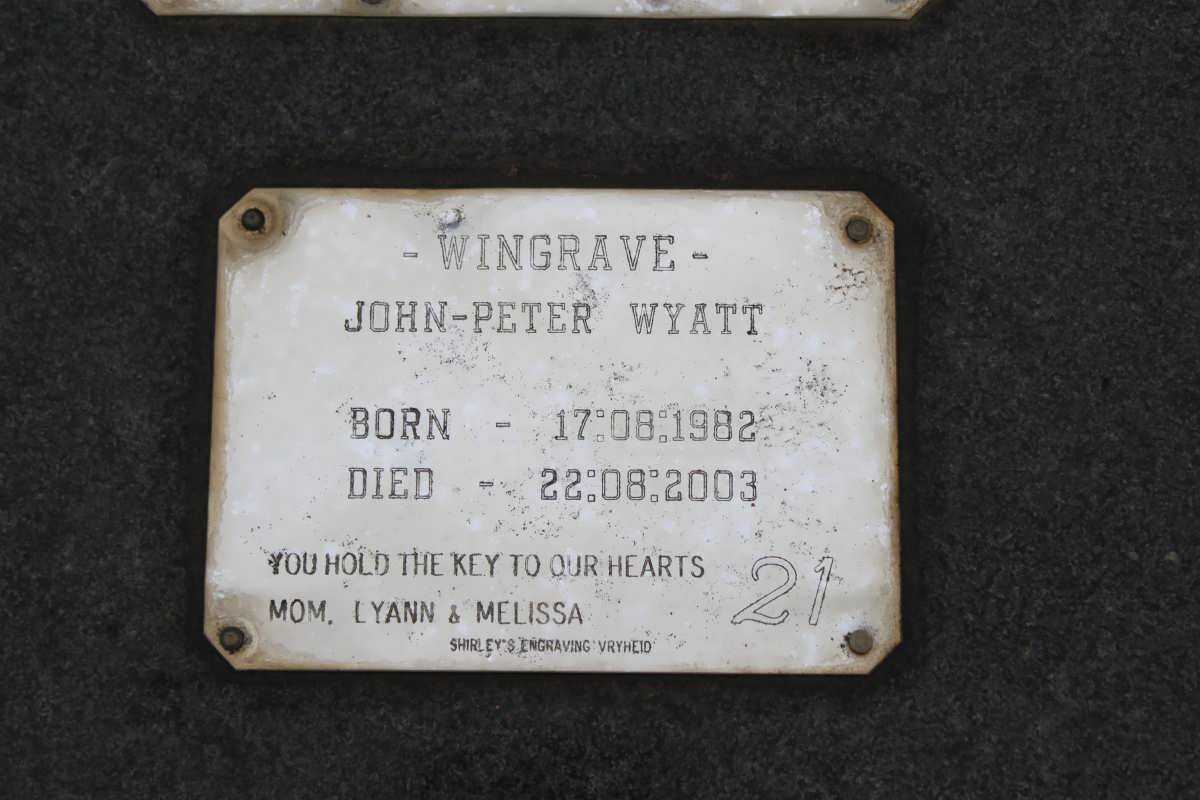 - WINGRAVE -
JOHN-PETER WYATT
BORN - 17:08:1982
DIED - 22:08:2003
YOU HOLD THE KEY TO OUR HEARTS
21
MOM, LYANN & MELISSA
SHIRLEY'S ENGRAVING VRYHEID